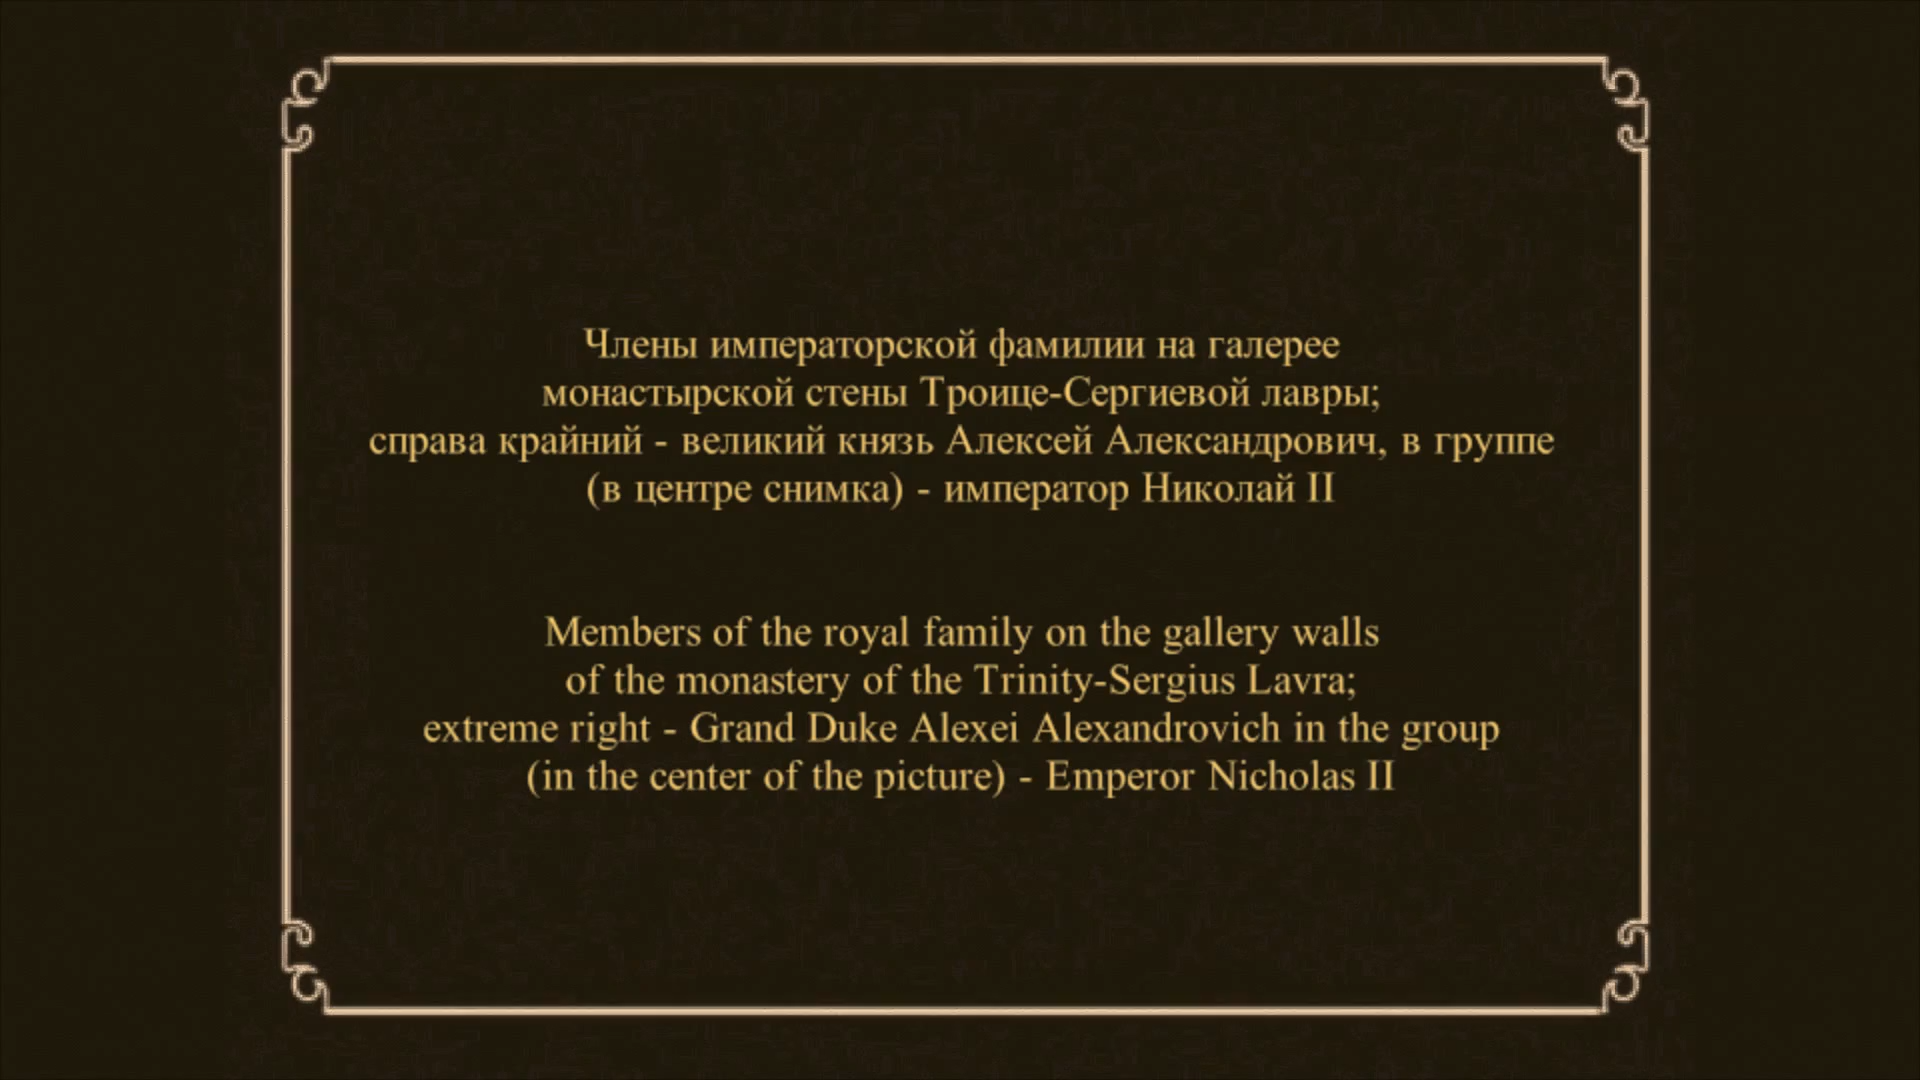 Члены императорской фамилии на галерее
монастырской стены Троице-Сергиевой лавры;
справа крайний - великий князь Алексей Александрович, в группе
(в центре снимка) - император Николай II
Members of the royal family on the gallery walls
of the monastery of the Trinity-Sergius Lavra;
extreme right - Grand Duke Alexei Alexandrovich in the group
(in the center of the picture) - Emperor Nicholas II